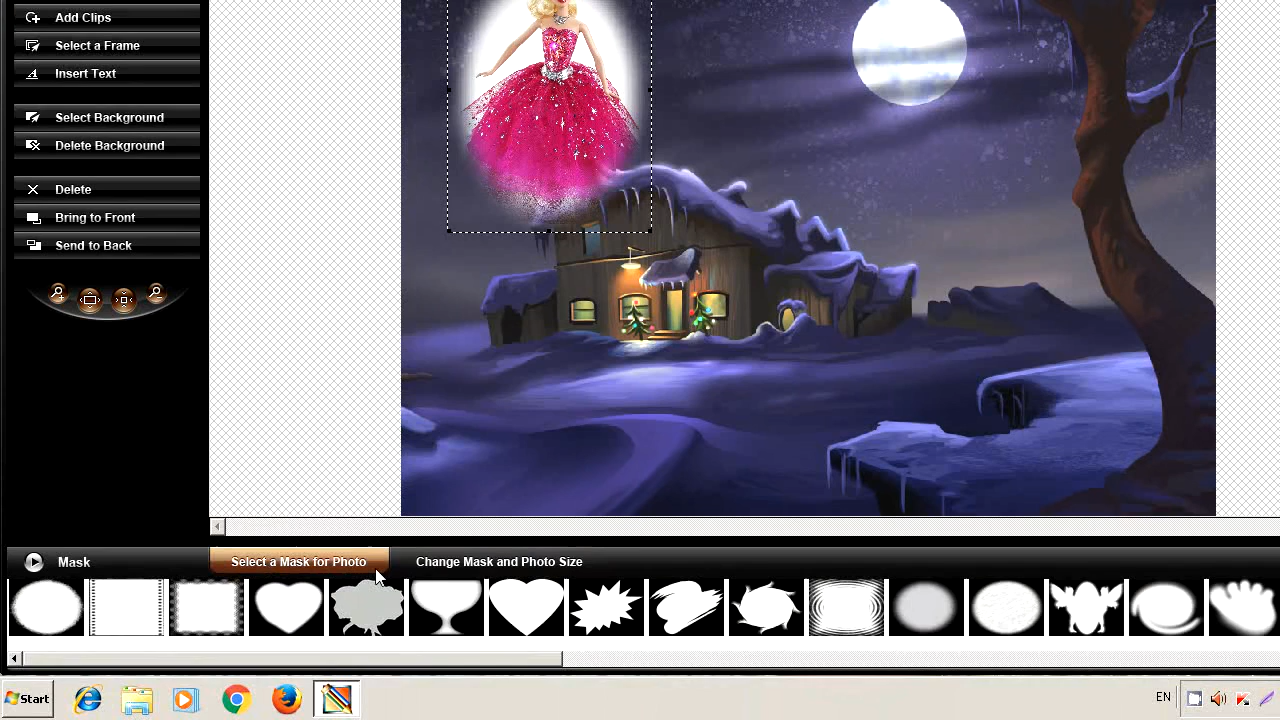 Add Clips
Select a Frame
Insert Text
Select Background
Delete Background
Delete
Bring to Front
Send to Back
Mask
Select a Mask for Photo
Change Mask and Photo Size
Start
EN